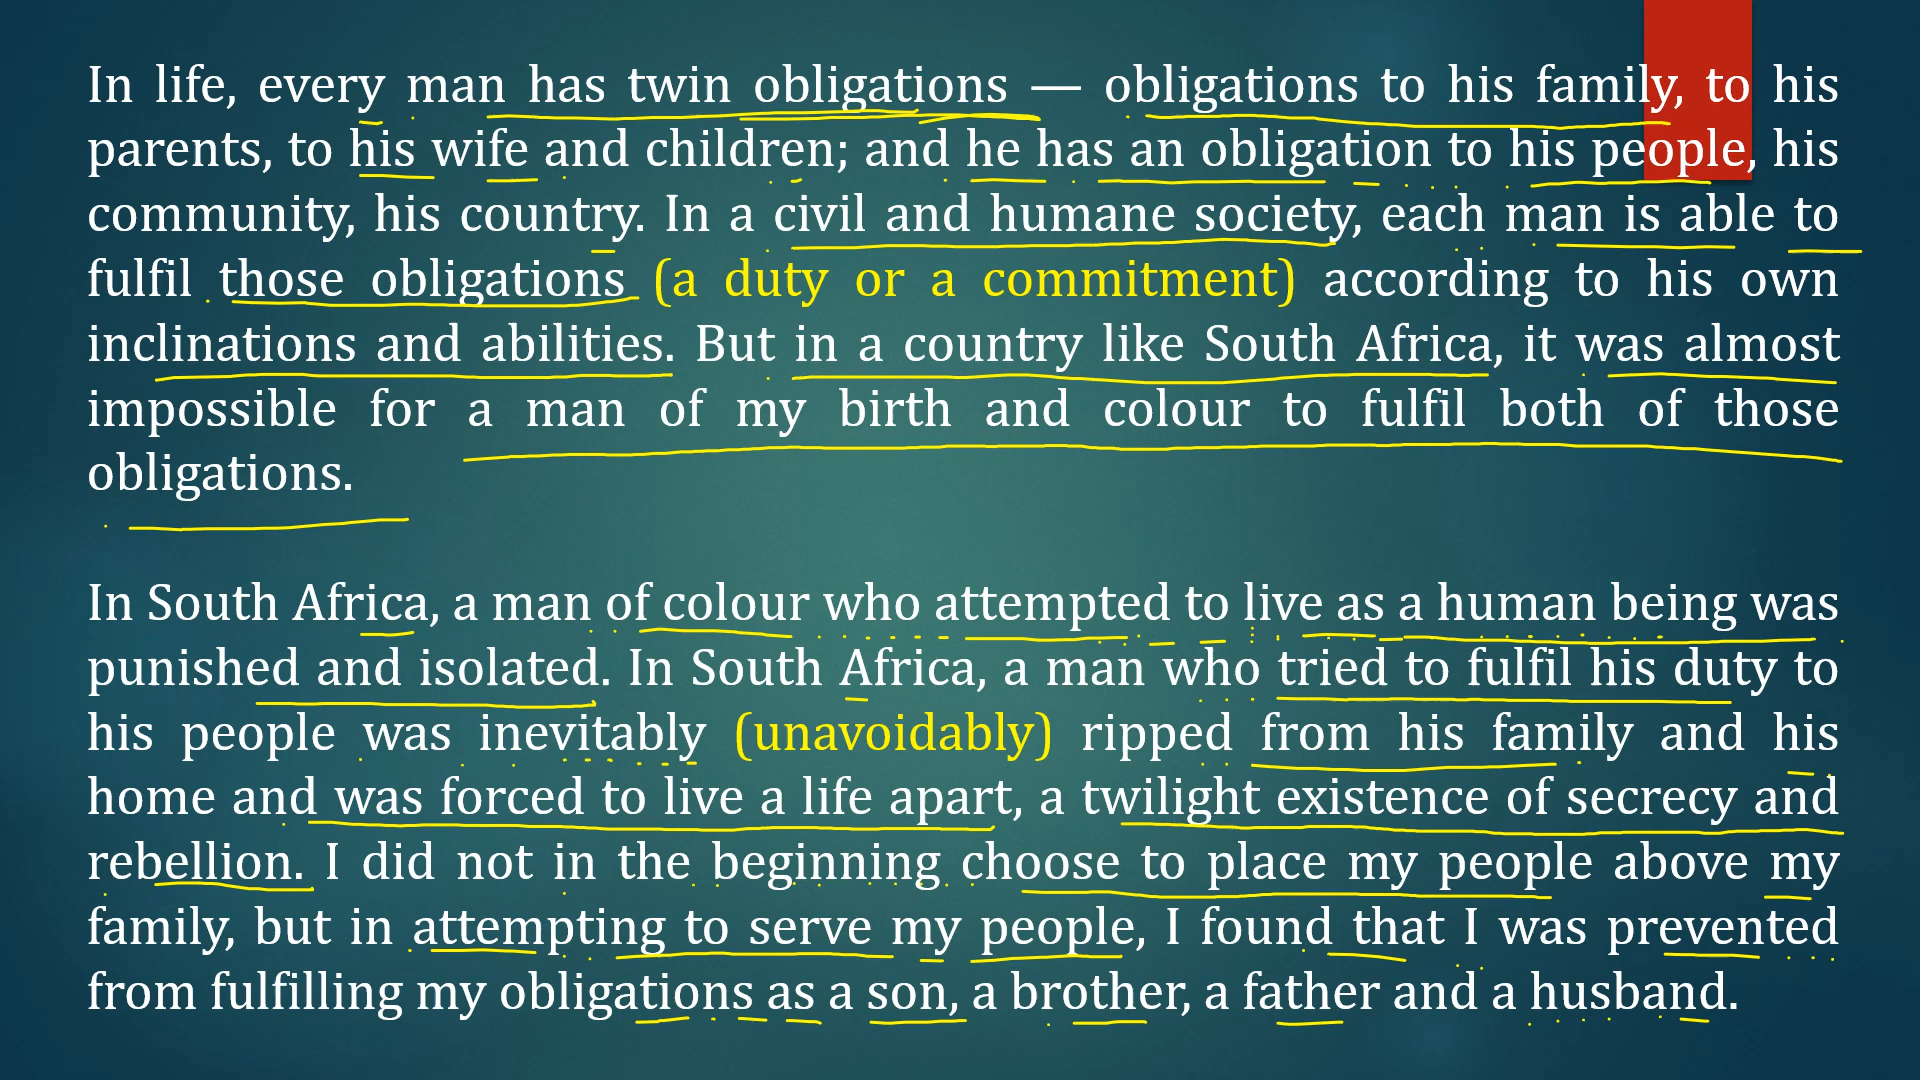 In life, every man has twin obligations — obligations to his family, to his
parents, to his wife and children; and he has an obligation to his people, his
community, his country. In a civil and humane society, each man is able to
fulfil those obligations (a duty or a commitment) according to his own
inclinations and abilities. But in a country like South Africa, it was almost
impossible for a man of my birth and colour to fulfil both of those
obligations.
In South Africa, a man of colour who attempted to live as a human being was
punished and isolated. In South Africa, a man who tried to fulfil his duty to
his people was inevitably (unavoidably) ripped from his family and his
home and was forced to live a life apart, a twilight existence of secrecy and
rebellion. I did not in the beginning choose to place my people above my
family, but in attempting to serve my people, I found that I was prevented
from fulfilling my obligations as a son, a brother, a father and a husband.